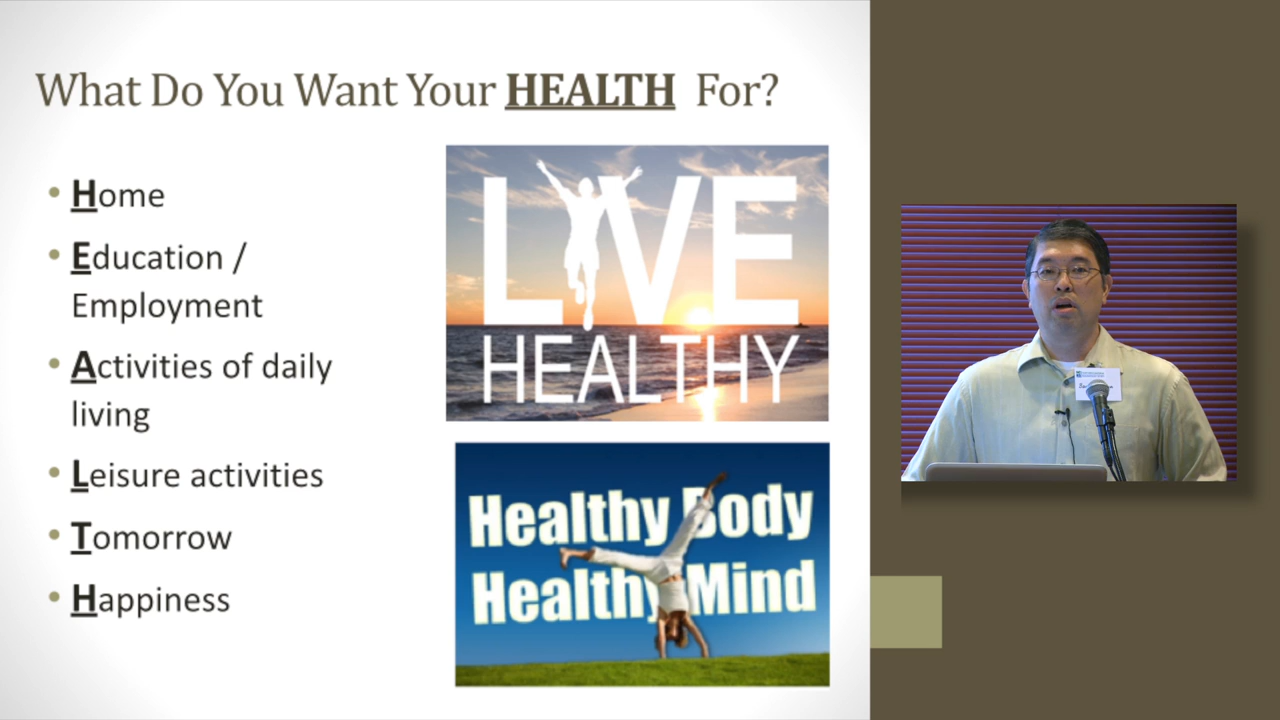 What Do You Want Your HEALTH For?
• Home
• Education /
Employment
• Activities of daily
living
• Leisure activities
• Tomorrow
• Happiness
LIVE
HEALTHY
Healthy Body
Healthy Mind